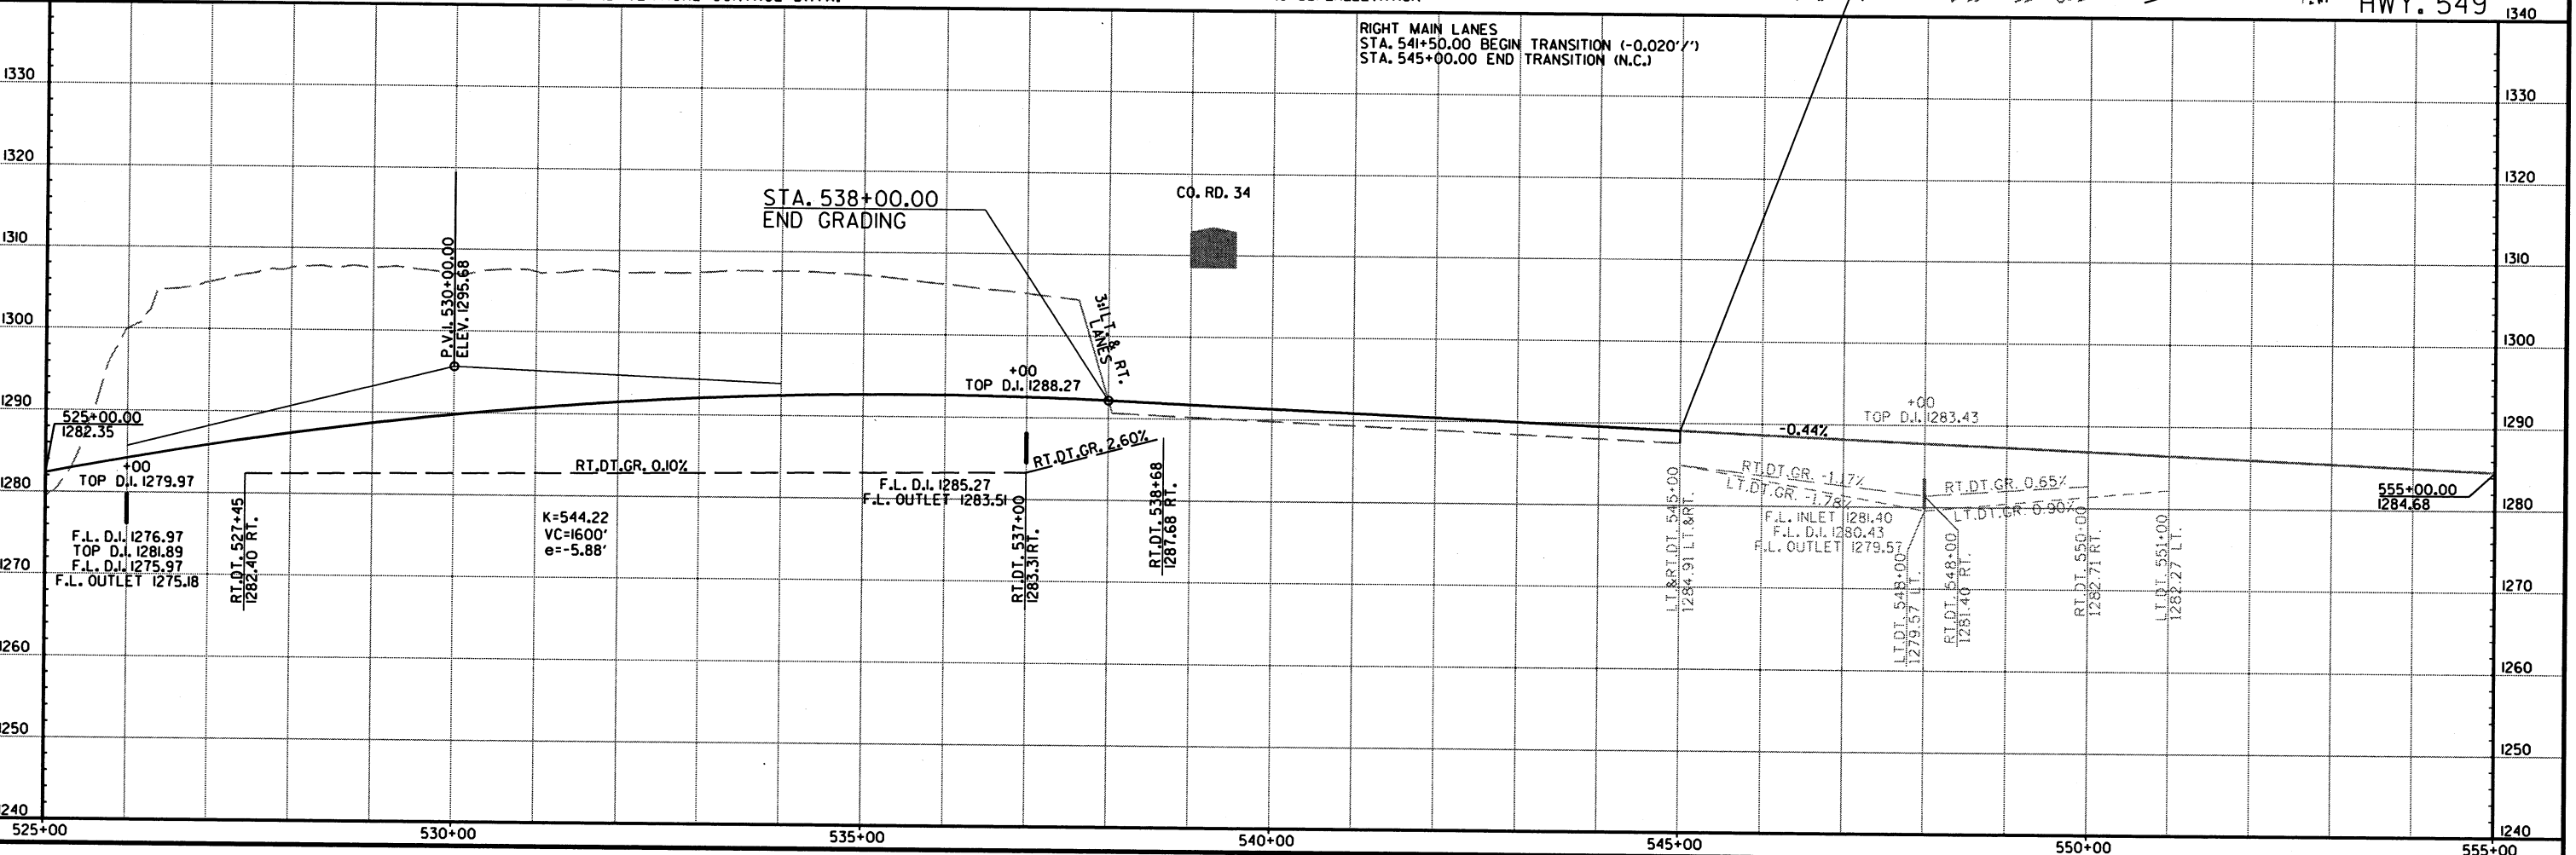 HWY. 549
RIGHT MAIN LANES
STA. 541+50.00 BEGIN TRANSITION (-0.020'/')
STA. 545+00.00 END TRANSITION (N.C.)
1340
1330
1330
1320
1320
STA. 538+00.00
END GRADING
CO. RD. 34
1310
1310
P.V.I. 530+00.00
ELEV. 1295.68
3:1 LT. & RT.
LANES
1300
1300
+00
TOP D.I. 1288.27
1290
525+00.00
1282.35
+00
TOP D.I. 1283.43
-0.44%
1290
+00
TOP D.I. 1279.97
RT.DT.GR. 0.10%
RT.DT.GR. 2.60%
RT.DT.GR. -1.17%
LT.DT.GR. -1.78%
RT.DT.GR. 0.65%
LT.DT.GR. 0.90%
555+00.00
1284.68
1280
1280
F.L. D.I. 1285.27
F.L. OUTLET 1283.51
K=544.22
VC=1600'
e=-5.88'
F.L. D.I. 1276.97
TOP D.I. 1281.89
F.L. D.I. 1275.97
F.L. OUTLET 1275.18
RT.DT. 527+45
1282.40 RT.
RT.DT. 537+00
1283.31 RT.
RT.DT. 538+68
1287.68 RT.
LT.&RT.DT. 545+00
1284.91 LT.&RT.
F.L. INLET 1281.40
F.L. D.I. 1280.43
F.L. OUTLET 1279.57
LT.DT. 548+00
1279.57 LT.
RT.DT. 548+00
1281.40 RT.
RT.DT. 550+00
1282.71 RT.
LT.DT. 551+00
1282.27 LT.
1270
1270
1260
1260
1250
1250
1240
1240
525+00
530+00
535+00
540+00
545+00
550+00
555+00